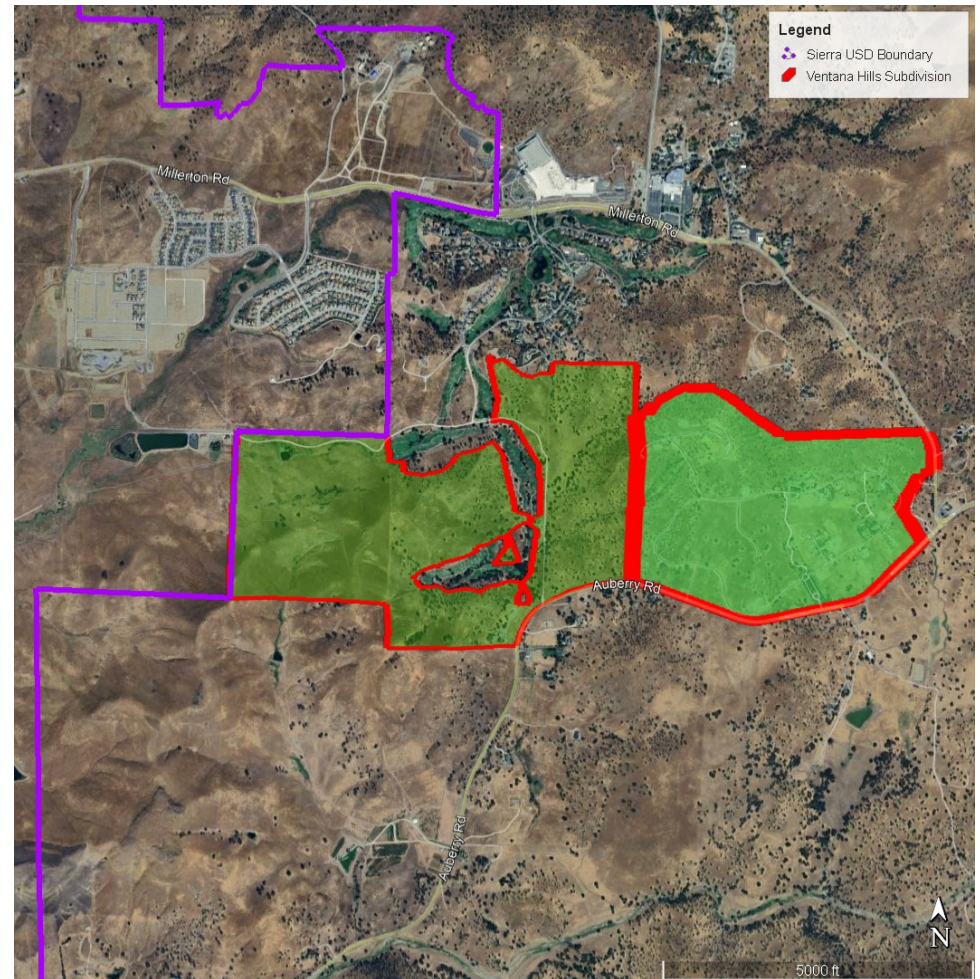 Legend
Sierra USD Boundary
Ventana Hills Subdivision
Millerton Rd
Millerton Rd
Auberry Rd
Auberry Rd
N
5000 ft